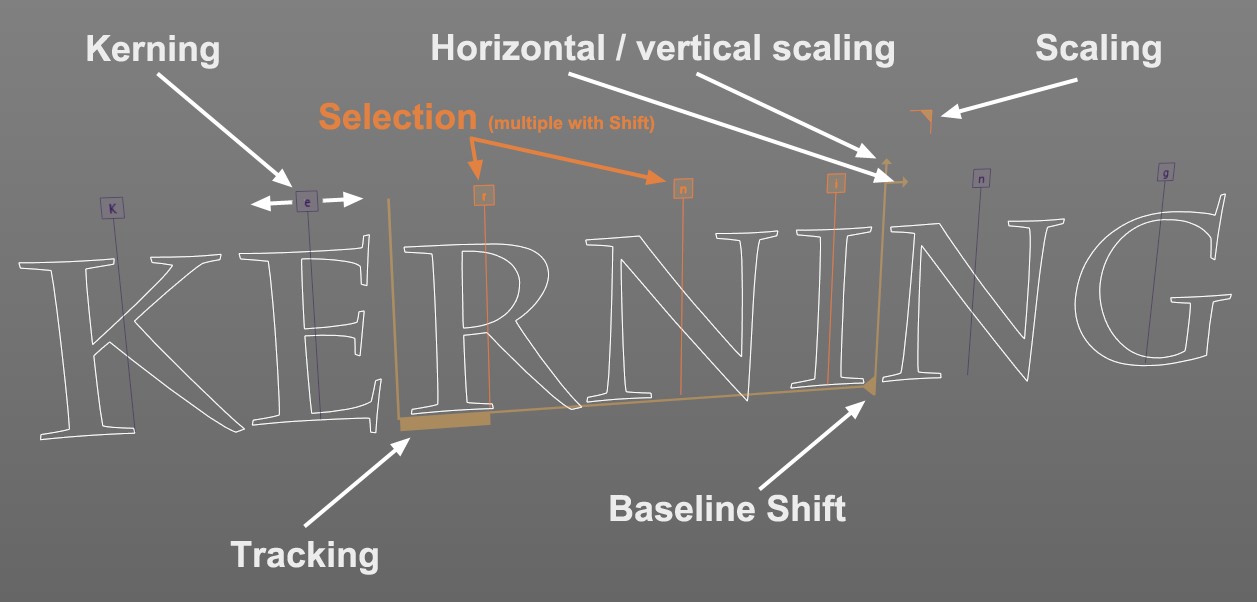 Kerning
Horizontal / vertical scaling
Scaling
Selection (multiple with Shift)
K e r n i n g
KERNING
Baseline Shift
Tracking